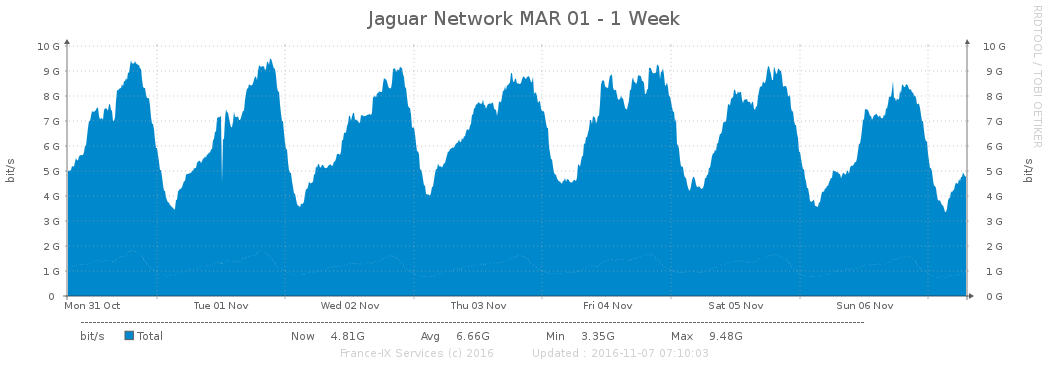 Jaguar Network MAR 01 - 1 Week
RRDTOOL / TOBI OETIKER
bit/s
10 G
9 G
8 G
7 G
6 G
5 G
4 G
3 G
2 G
1 G
0
10 G
9 G
8 G
7 G
6 G
5 G
4 G
3 G
2 G
1 G
0 G
bit/s
Mon 31 Oct Tue 01 Nov Wed 02 Nov Thu 03 Nov Fri 04 Nov Sat 05 Nov Sun 06 Nov
bit/s Total Now 4.81G Avg 6.66G Min 3.35G Max 9.48G
France-IX Services (c) 2016 Updated : 2016-11-07 07:10:03